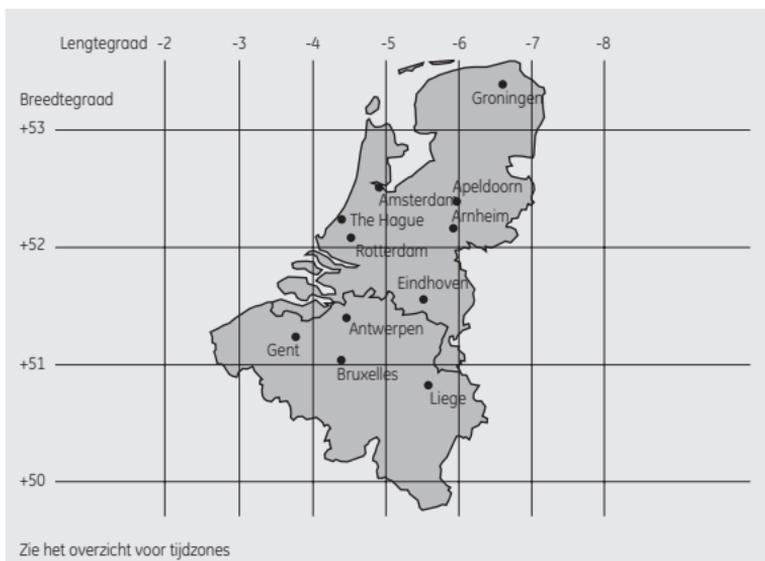 Lengtegraad -2 -3 -4 -5 -6 -7 -8
Breedtegraad
Groningen
+53
Apeldoorn
Amsterdam
Arnheim
The Hague
+52
Rotterdam
Eindhoven
Antwerpen
Gent
+51
Bruxelles
Liege
+50
Zie het overzicht voor tijdzones